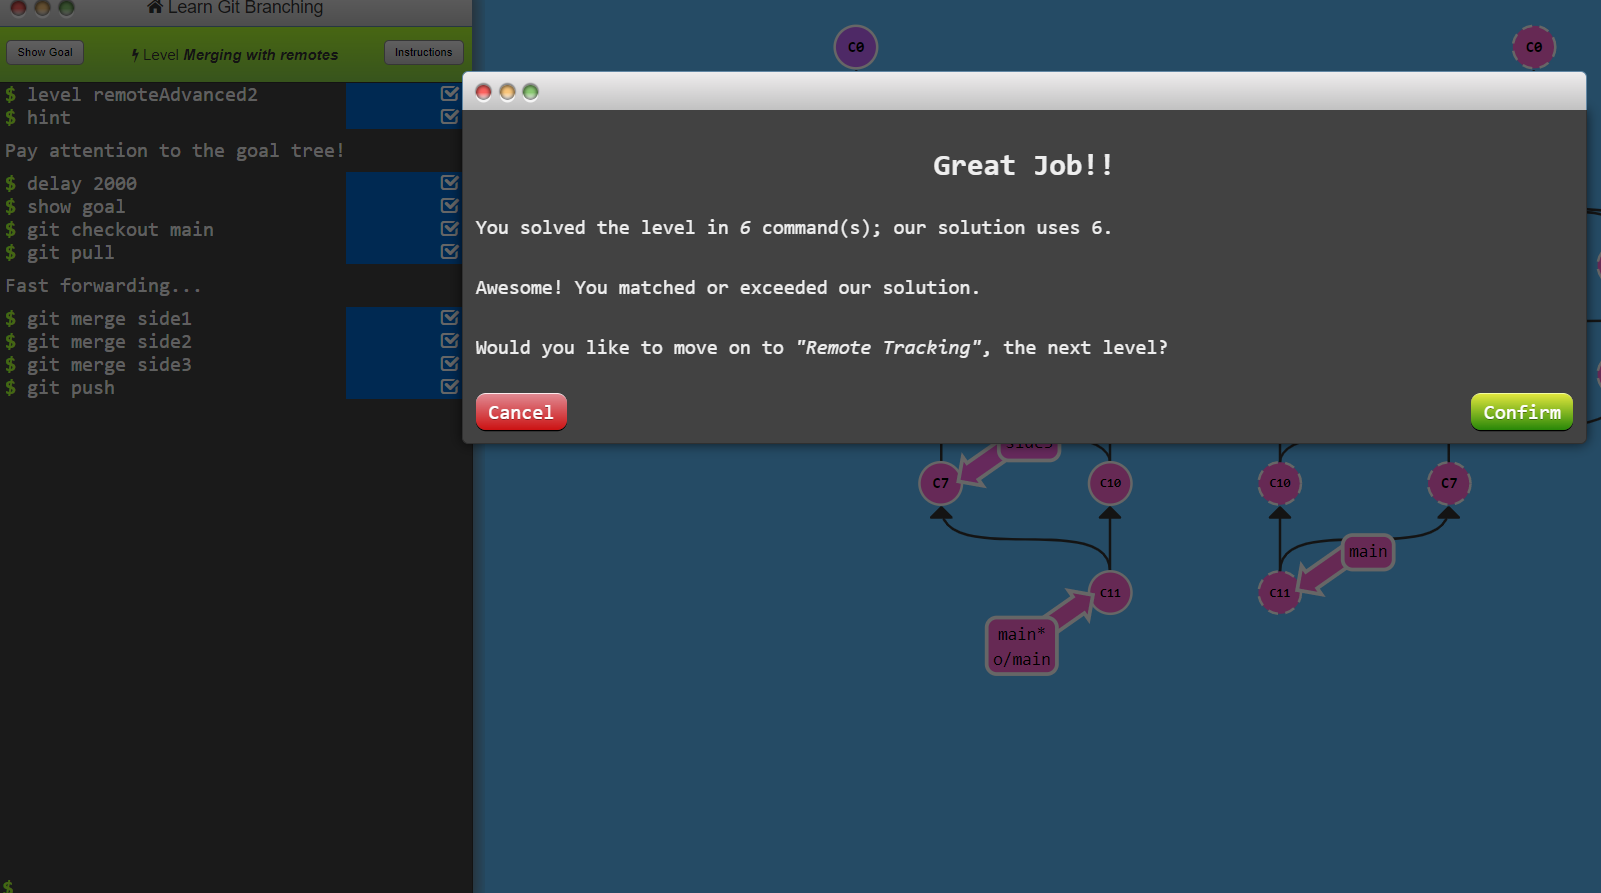 Learn Git Branching
Show Goal
Level Merging with remotes
Instructions
$ level remoteAdvanced2
$ hint
Pay attention to the goal tree!
$ delay 2000
$ show goal
$ git checkout main
$ git pull
Fast forwarding...
$ git merge side1
$ git merge side2
$ git merge side3
$ git push
$
C0
C0
Great Job!!
You solved the level in 6 command(s); our solution uses 6.
Awesome! You matched or exceeded our solution.
Would you like to move on to "Remote Tracking", the next level?
Cancel
Confirm
side3
C7
C10
C10
C7
main
C11
C11
main*
o/main